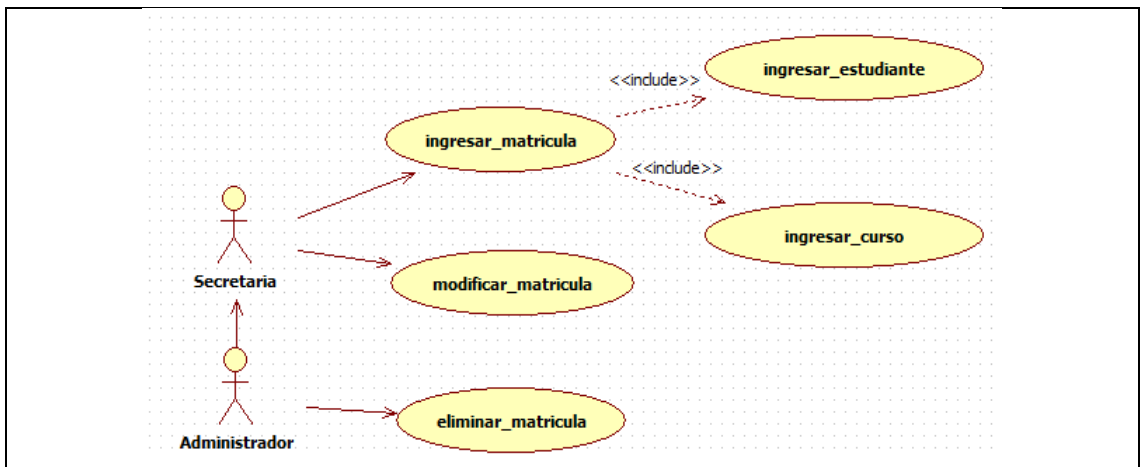 ingresar_estudiante
<<include>>
ingresar_matricula
<<include>>
ingresar_curso
Secretaria
modificar_matricula
eliminar_matricula
Administrador